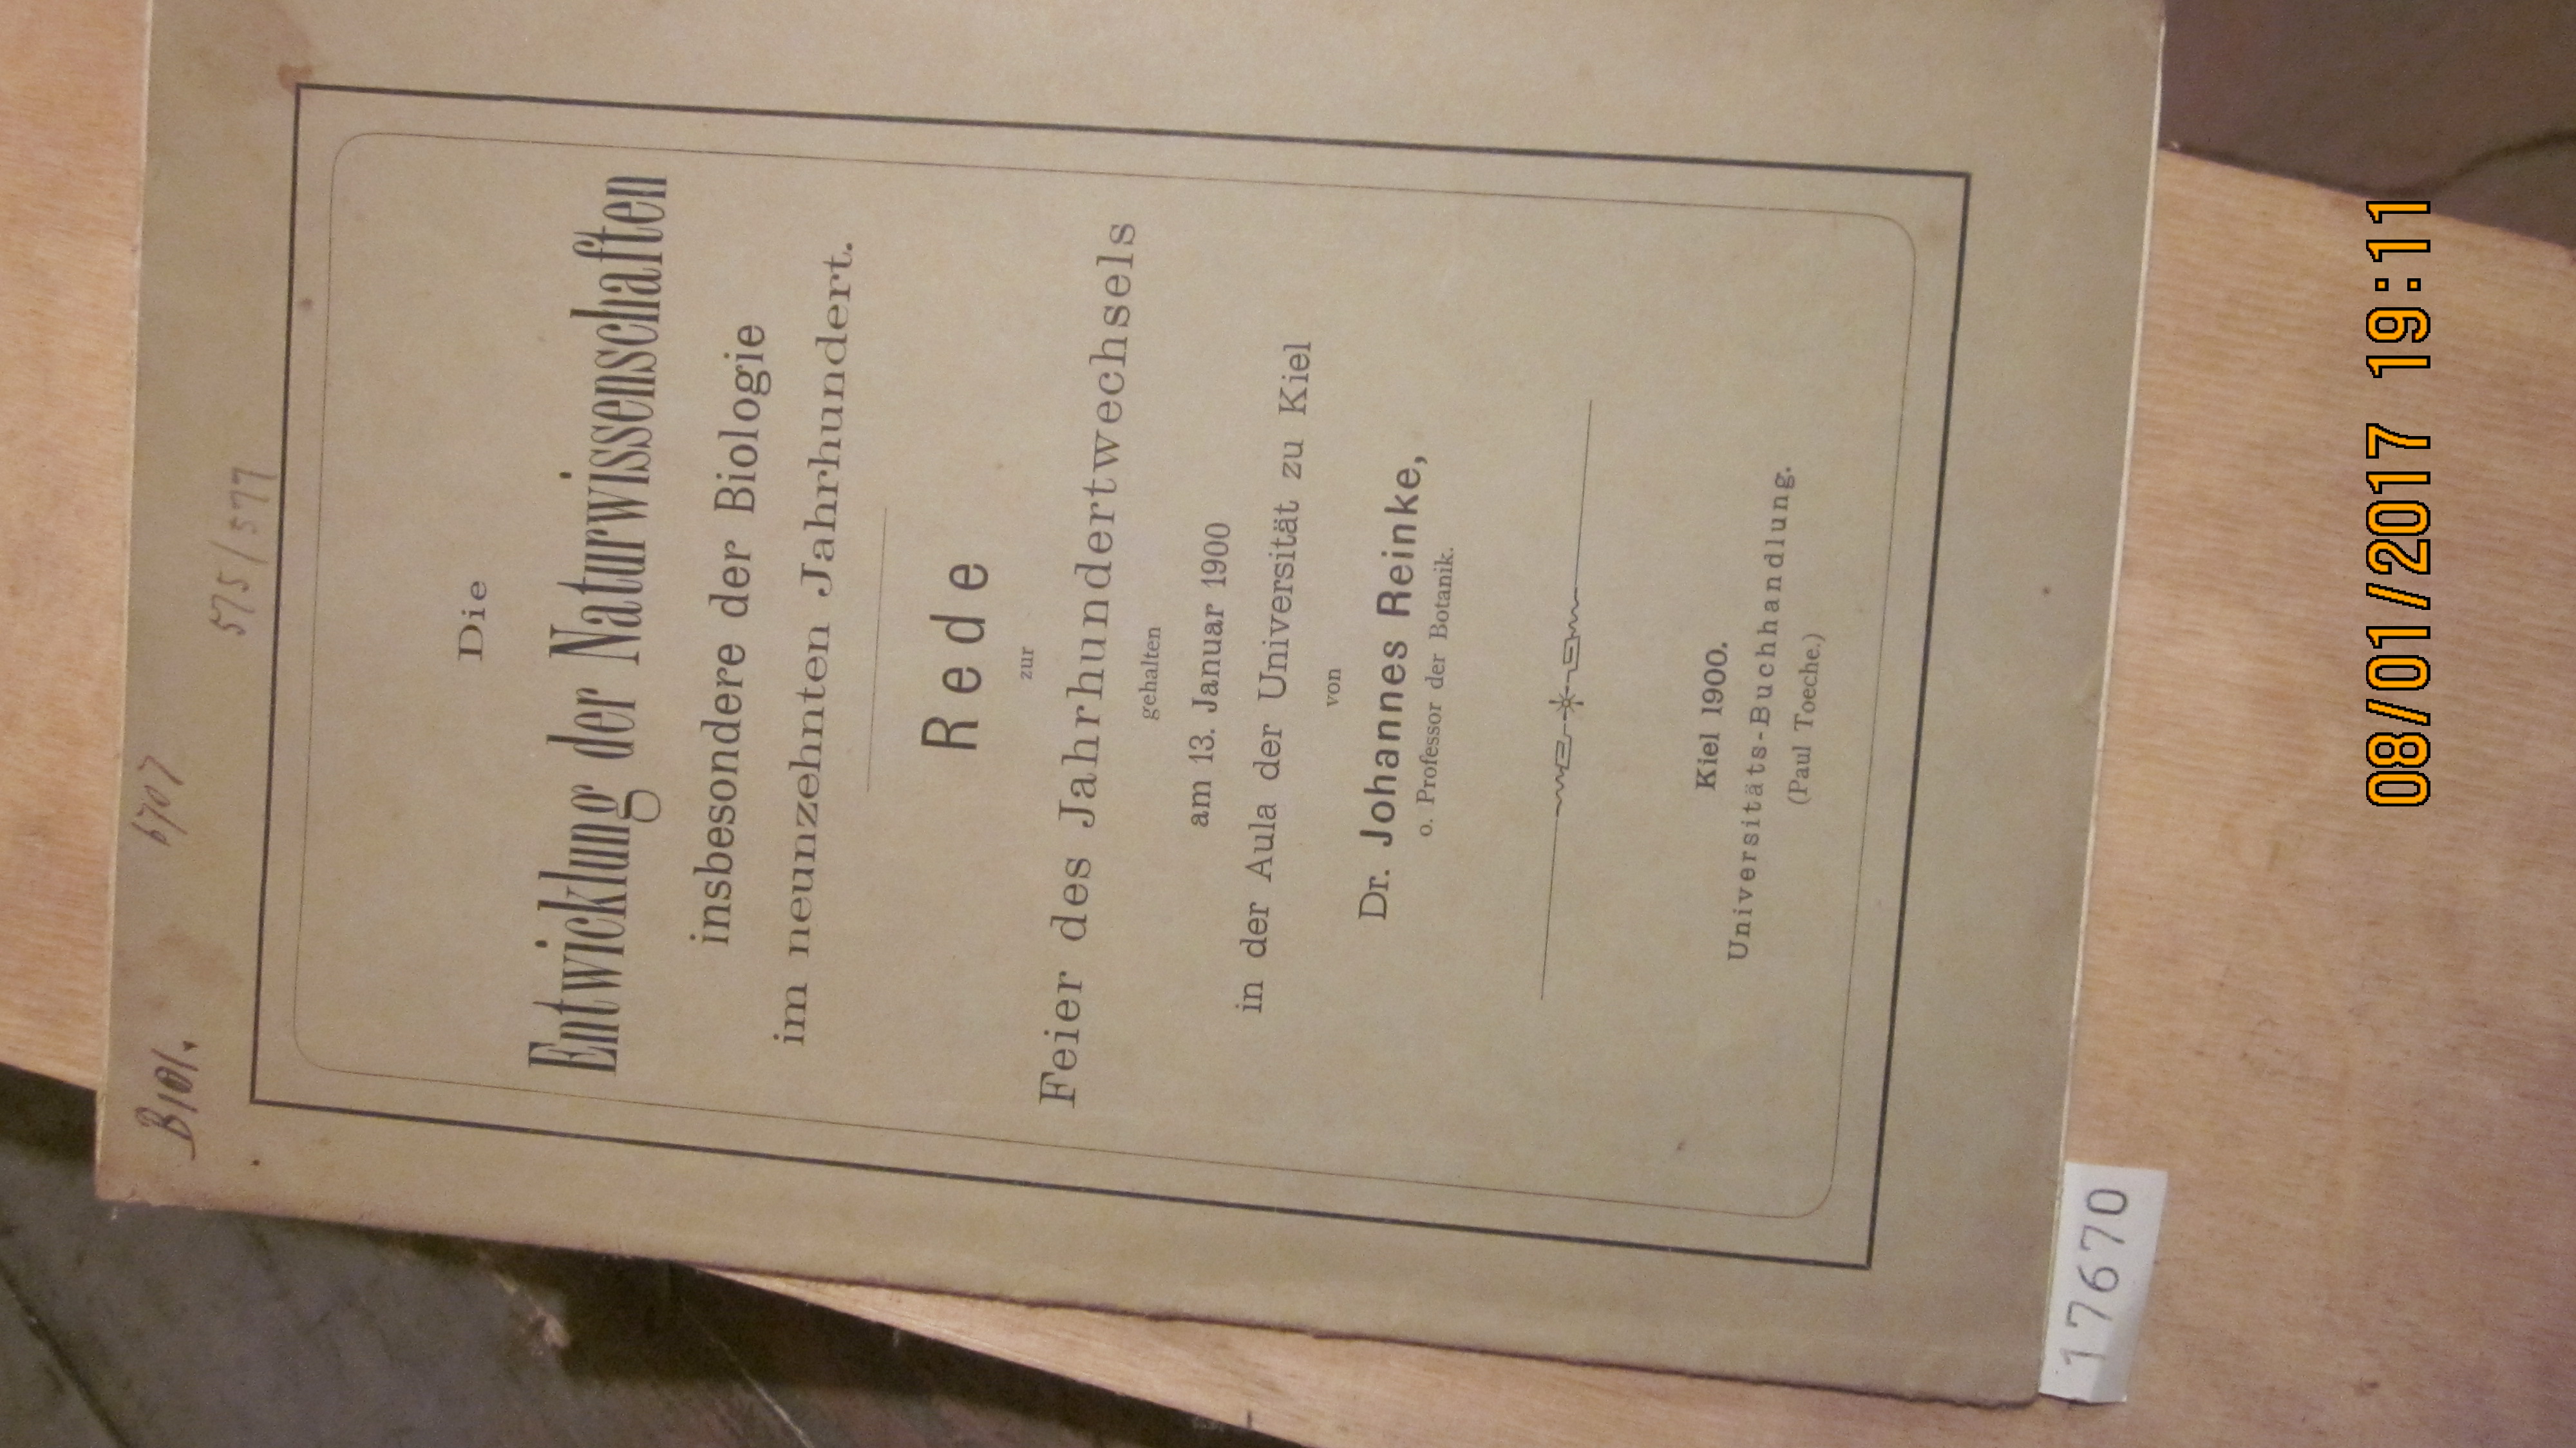 Biol.
6707
575/577
Die
Entwicklung der Naturwissenschaften
insbesondere der Biologie
im neunzehnten Jahrhundert.
Rede
zur
Feier des Jahrhundertwechsels
gehalten
am 13. Januar 1900
in der Aula der Universität zu Kiel
von
Dr. Johannes Reinke,
o. Professor der Botanik.
Kiel 1900.
Universitäts-Buchhandlung.
(Paul Toeche.)
17670
08/01/2017 19:11